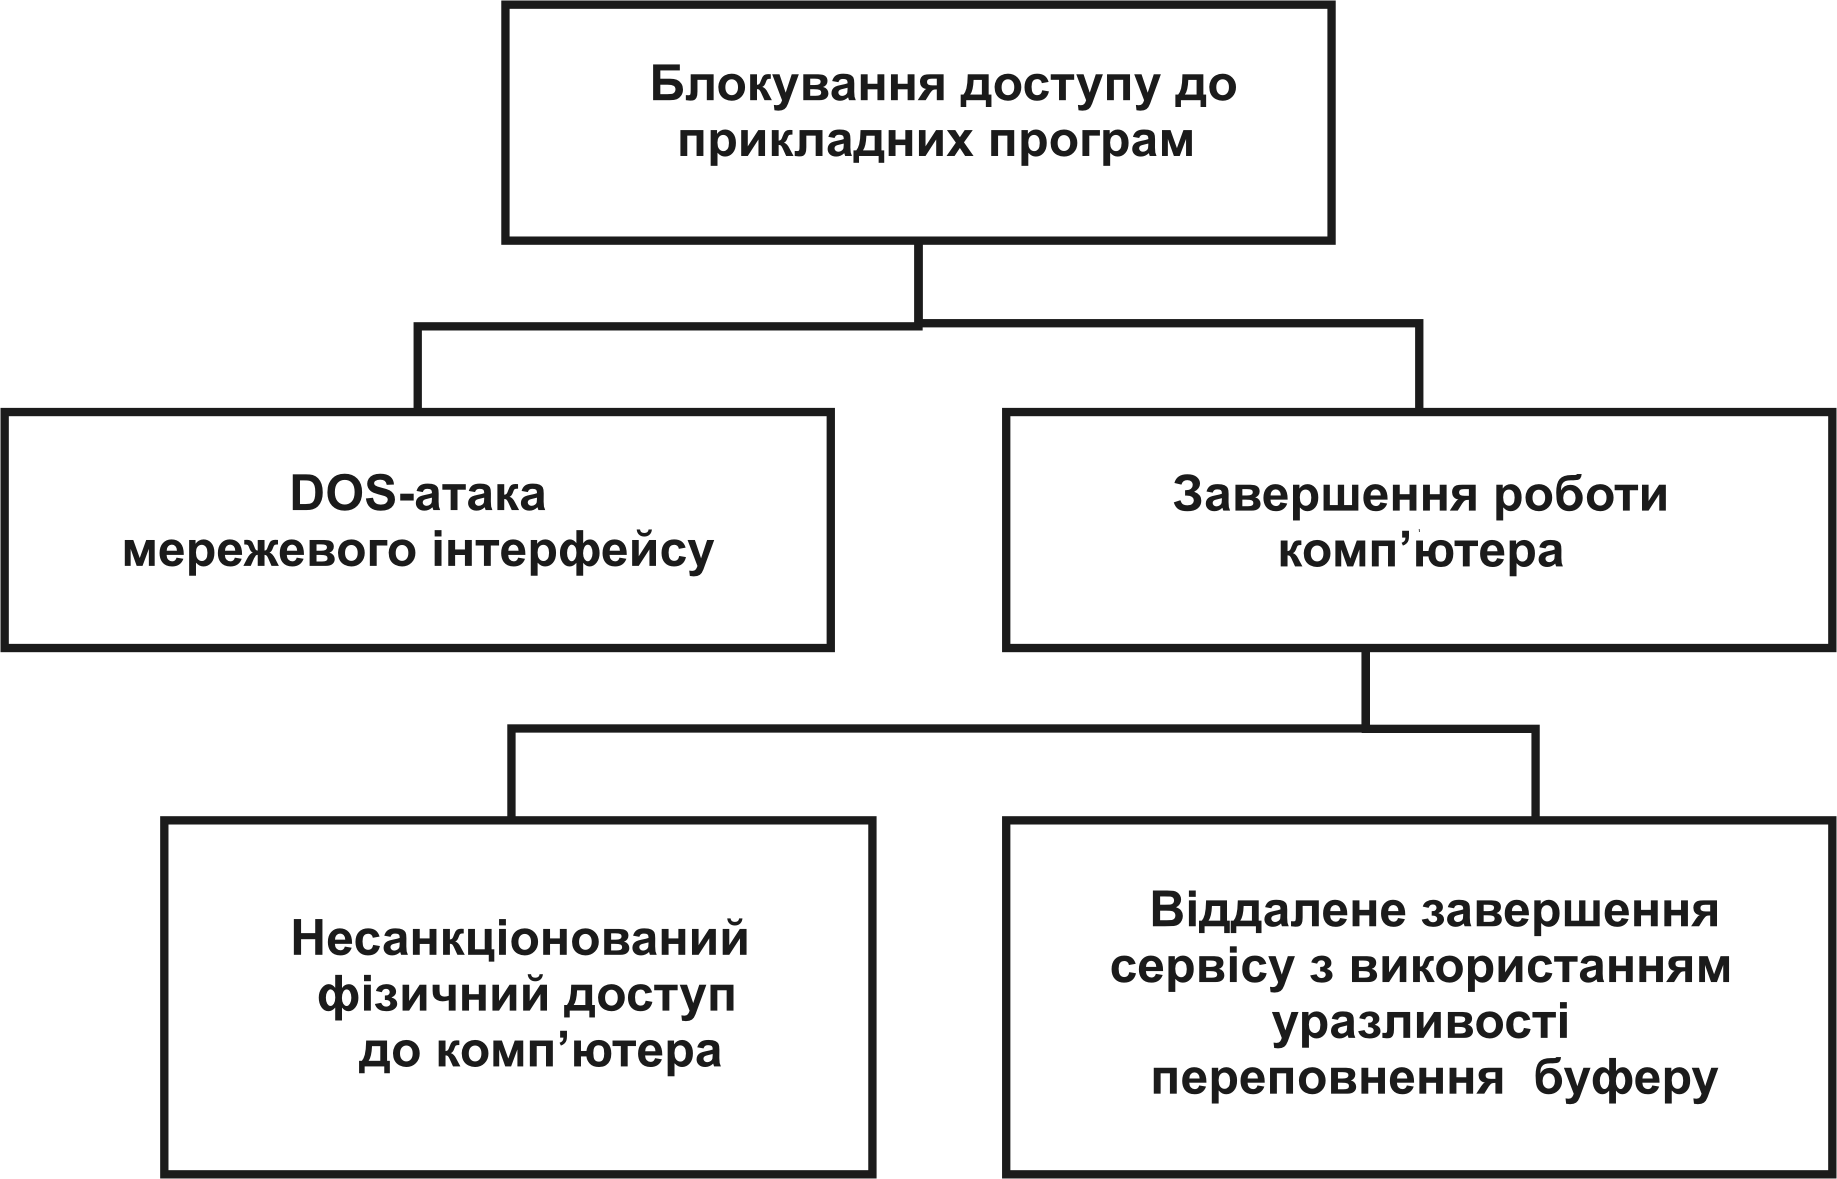 Блокування доступу до
прикладних програм
DOS-атака
мережевого інтерфейсу
Завершення роботи
комп’ютера
Несанкціонований
фізичний доступ
до комп’ютера
Віддалене завершення
сервісу з використанням
уразливості
переповнення буферу